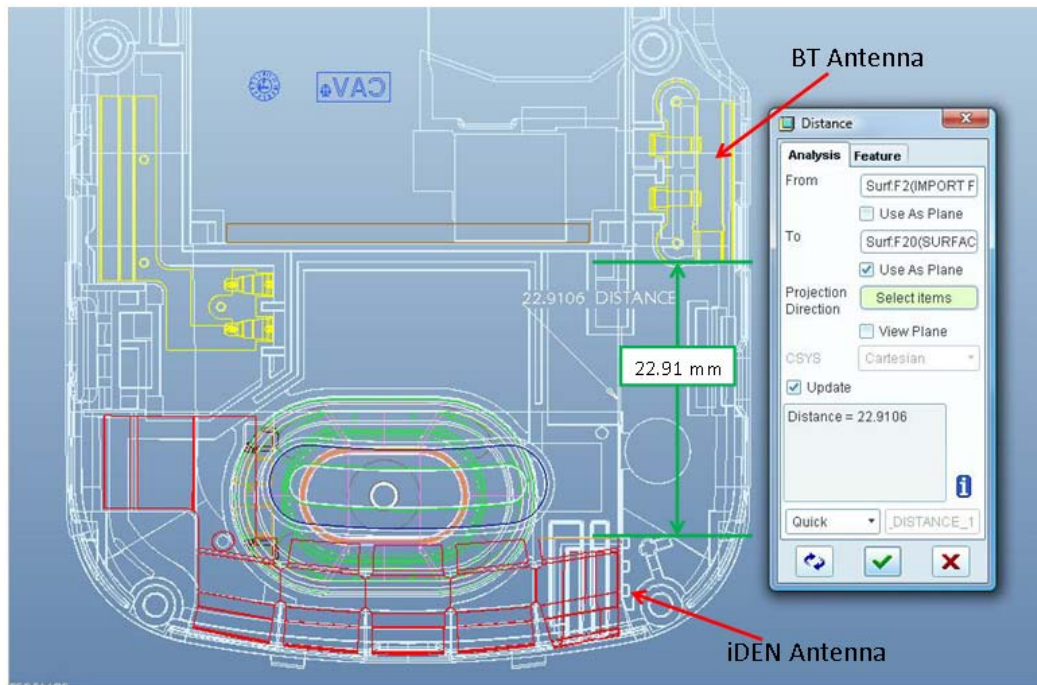 BT Antenna
Distance
Analysis
Feature
From
Surf:F2(IMPORT F
Use As Plane
To
Surf:F20(SURFAC
Use As Plane
Projection
Direction
Select items
View Plane
CSYS
Cartesian
Update
Distance = 22.9106
Quick
_DISTANCE_1
CAV
22.9106 DISTANCE
22.91 mm
iDEN Antenna